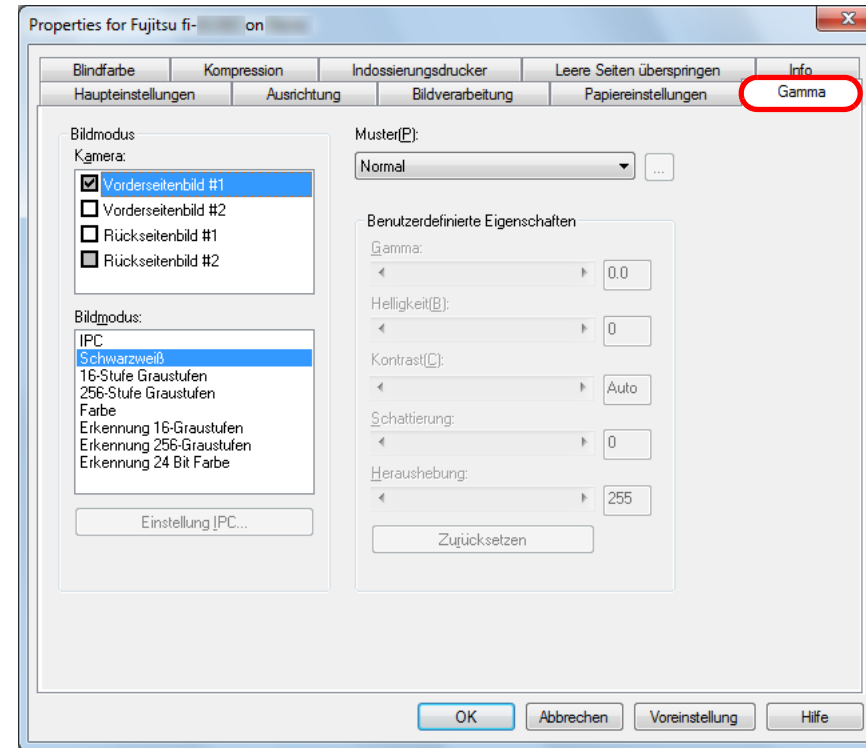 Properties for Fujitsu fi- on
Blindfarbe Kompression Indossierungsdrucker Leere Seiten überspringen Info
Haupteinstellungen Ausrichtung Bildverarbeitung Papiereinstellungen Gamma
Bildmodus
Kamera:
Vorderseitenbild #1
Vorderseitenbild #2
Rückseitenbild #1
Rückseitenbild #2
Bildmodus:
IPC
Schwarzweiß
16-Stufe Graustufen
256-Stufe Graustufen
Farbe
Erkennung 16-Graustufen
Erkennung 256-Graustufen
Erkennung 24 Bit Farbe
Einstellung IPC...
Muster(P):
Normal ...
Benutzerdefinierte Eigenschaften
Gamma:
0.0
Helligkeit(B):
0
Kontrast(C):
Auto
Schattierung:
0
Heraushebung:
255
Zurücksetzen
OK Abbrechen Voreinstellung Hilfe